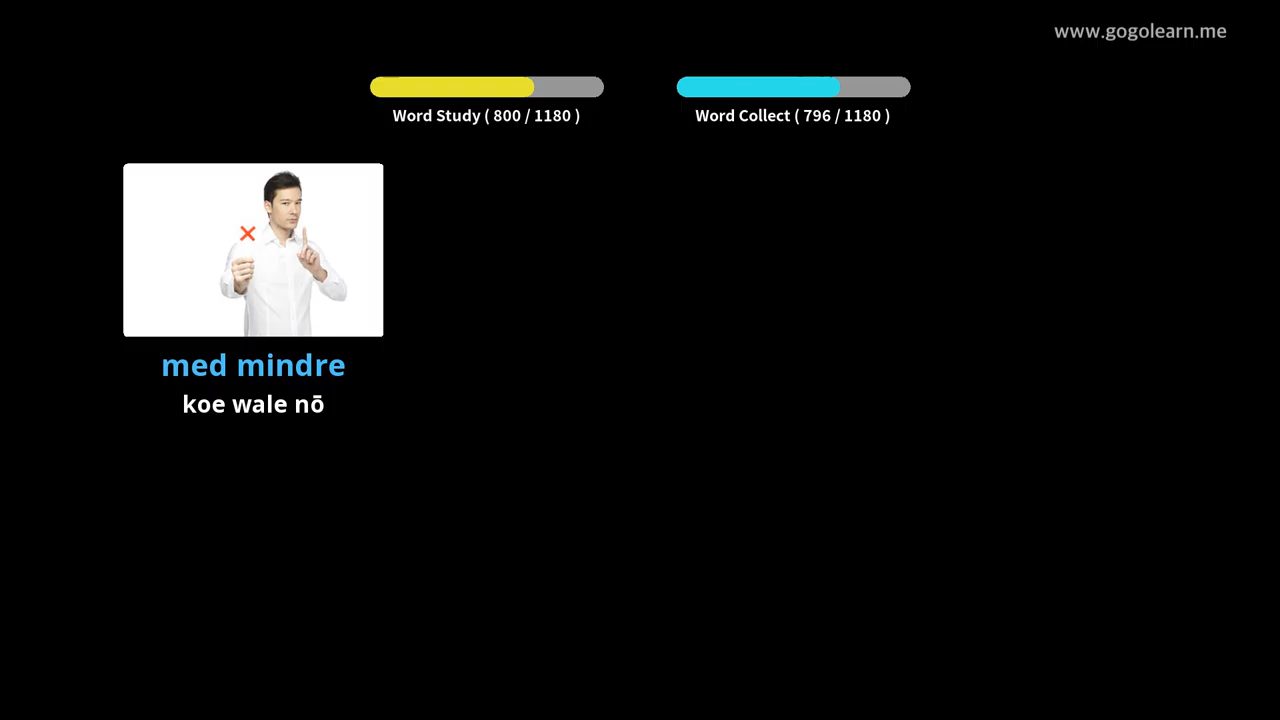 www.gogolearn.me
Word Study ( 800 / 1180 )
Word Collect ( 796 / 1180 )
med mindre
koe wale nō